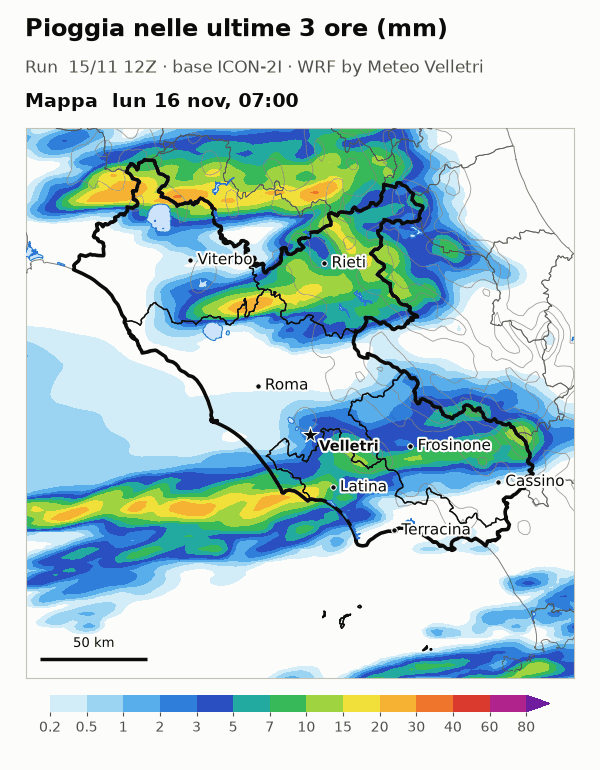 Pioggia nelle ultime 3 ore (mm)
Run  15/11 12Z · base ICON-2I · WRF by Meteo Velletri
Mappa  lun 16 nov, 07:00
Viterbo
Rieti
Roma
Velletri
Frosinone
Latina
Cassino
Terracina
50 km
0.2 0.5 1 2 3 5 7 10 15 20 30 40 60 80